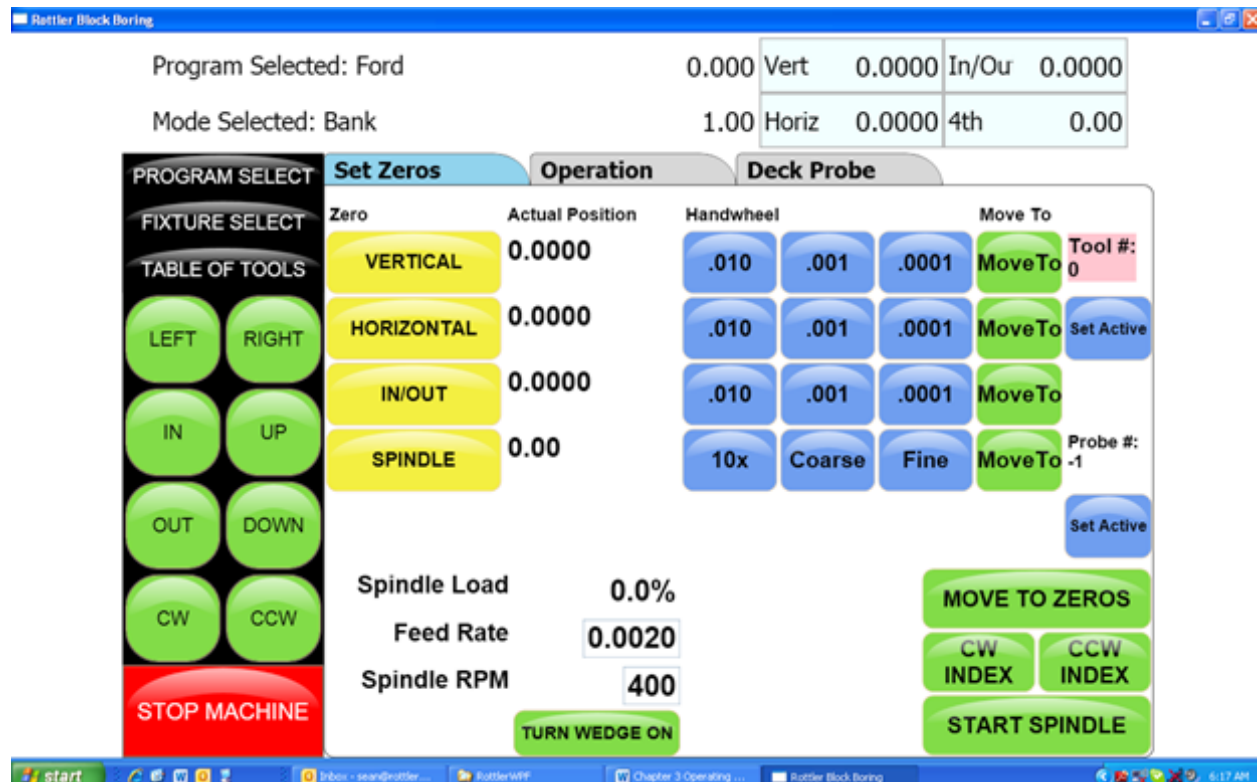 Rottler Block Boring
Program Selected: Ford 0.000 Vert 0.0000 In/Ou 0.0000
Mode Selected: Bank 1.00 Horiz 0.0000 4th 0.00
PROGRAM SELECT
FIXTURE SELECT
TABLE OF TOOLS
LEFT RIGHT
IN UP
OUT DOWN
CW CCW
STOP MACHINE
Set Zeros Operation Deck Probe
Zero Actual Position Handwheel Move To
VERTICAL 0.0000 .010 .001 .0001 MoveTo Tool #: 0
HORIZONTAL 0.0000 .010 .001 .0001 MoveTo Set Active
IN/OUT 0.0000 .010 .001 .0001 MoveTo
SPINDLE 0.00 10x Coarse Fine MoveTo Probe #: -1
Set Active
Spindle Load 0.0%
Feed Rate 0.0020
Spindle RPM 400
TURN WEDGE ON
MOVE TO ZEROS
CW INDEX CCW INDEX
START SPINDLE
start Inbox - sean@rottler... RottlerWPF Chapter 3 Operating ... Rottler Block Boring 6:17 AM